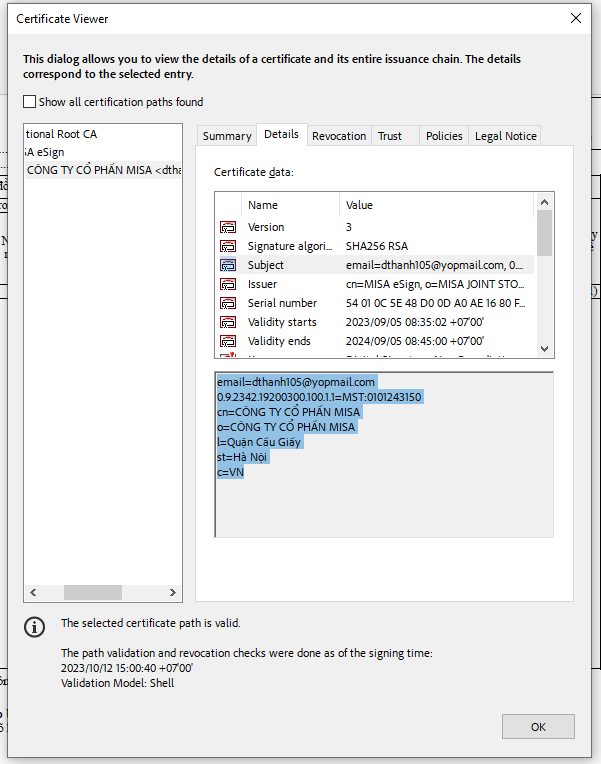 Certificate Viewer
This dialog allows you to view the details of a certificate and its entire issuance chain. The details
correspond to the selected entry.
Show all certification paths found
tional Root CA
SA eSign
CÔNG TY CỔ PHẦN MISA <dtha
Summary
Details
Revocation
Trust
Policies
Legal Notice
Certificate data:
Name Value
Version 3
Signature algori... SHA256 RSA
Subject email=dthanh105@yopmail.com, 0....
Issuer cn=MISA eSign, o=MISA JOINT STO...
Serial number 54 01 0C 5E 48 D0 0D A0 AE 16 80 F...
Validity starts 2023/09/05 08:35:02 +07'00'
Validity ends 2024/09/05 08:45:00 +07'00'
email=dthanh105@yopmail.com
0.9.2342.19200300.100.1.1=MST:0101243150
cn=CÔNG TY CỔ PHẦN MISA
o=CÔNG TY CỔ PHẦN MISA
l=Quận Cầu Giấy
st=Hà Nội
c=VN
The selected certificate path is valid.
The path validation and revocation checks were done as of the signing time:
2023/10/12 15:00:40 +07'00'
Validation Model: Shell
OK